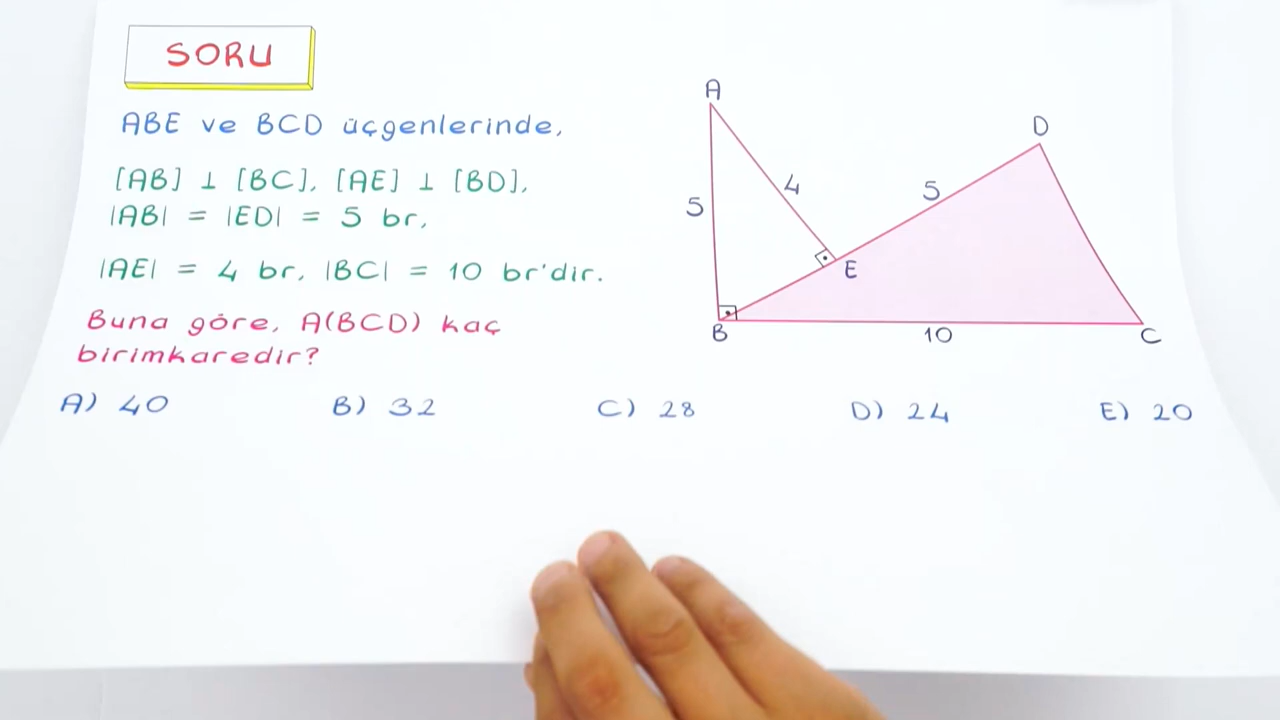 SORU
ABE ve BCD üçgenlerinde,
[AB] ⊥ [BC], [AE] ⊥ [BD],
|AB| = |ED| = 5 br,
|AE| = 4 br, |BC| = 10 br'dir.
Buna göre, A(BCD) kaç
birimkaredir?
A
D
4
5
5
E
B
10
C
A) 40
B) 32
C) 28
D) 24
E) 20